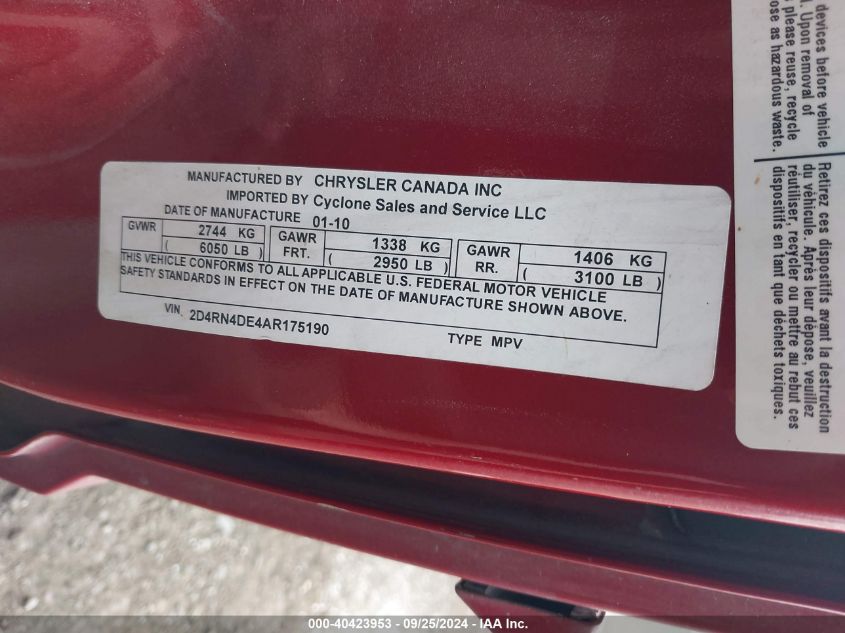 MANUFACTURED BY CHRYSLER CANADA INC
IMPORTED BY Cyclone Sales and Service LLC
DATE OF MANUFACTURE 01-10
GVWR 2744 KG GAWR FRT. 1338 KG GAWR RR. 1406 KG
( 6050 LB ) ( 2950 LB ) ( 3100 LB )
THIS VEHICLE CONFORMS TO ALL APPLICABLE U.S. FEDERAL MOTOR VEHICLE
SAFETY STANDARDS IN EFFECT ON THE DATE OF MANUFACTURE SHOWN ABOVE.
VIN 2D4RN4DE4AR175190 TYPE MPV
devices before vehicle
Upon removal of
please reuse, recycle
as hazardous waste.
Retirez ces dispositifs avant la destruction
du véhicule. Après leur dépose, veuillez
réutiliser, recycler ou mettre au rebut ces
dispositifs en tant que déchets toxiques.
000-40423953 - 09/25/2024 - IAA Inc.